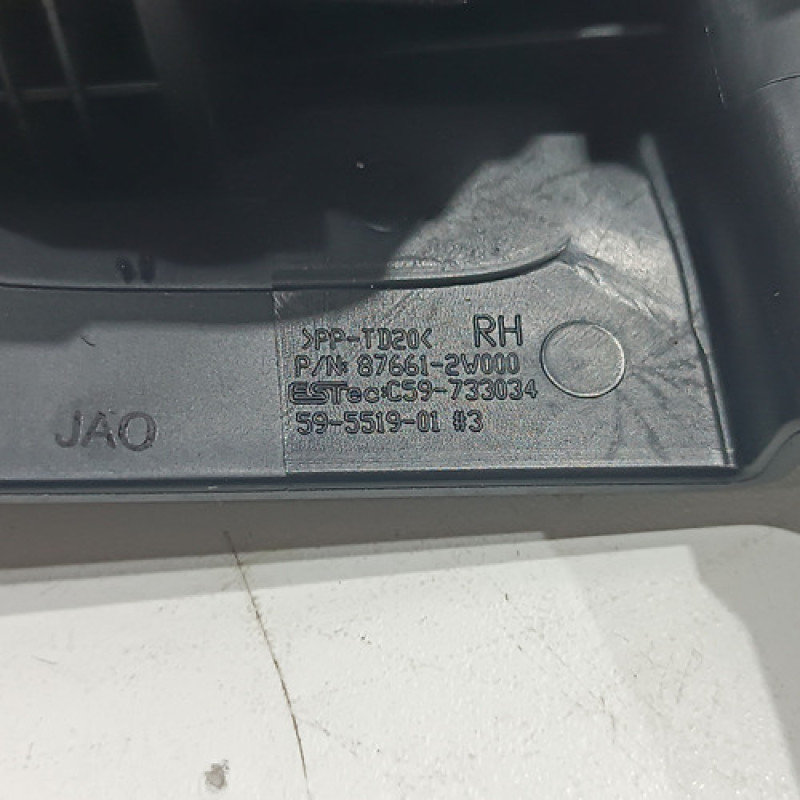 >PP-TD20< RH
P/N: 87661-2W000
ESTec:C59-733034
59-5519-01 #3
JAO